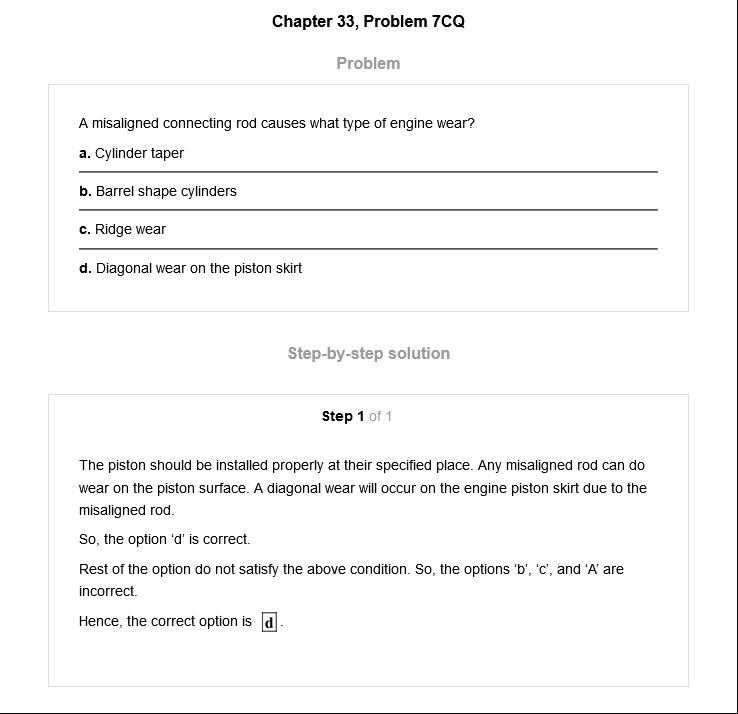 Chapter 33, Problem 7CQ
Problem
A misaligned connecting rod causes what type of engine wear?
a. Cylinder taper
b. Barrel shape cylinders
c. Ridge wear
d. Diagonal wear on the piston skirt
Step-by-step solution
Step 1 of 1
The piston should be installed properly at their specified place. Any misaligned rod can do
wear on the piston surface. A diagonal wear will occur on the engine piston skirt due to the
misaligned rod.
So, the option ‘d’ is correct.
Rest of the option do not satisfy the above condition. So, the options ‘b’, ‘c’, and ‘A’ are
incorrect.
Hence, the correct option is d.